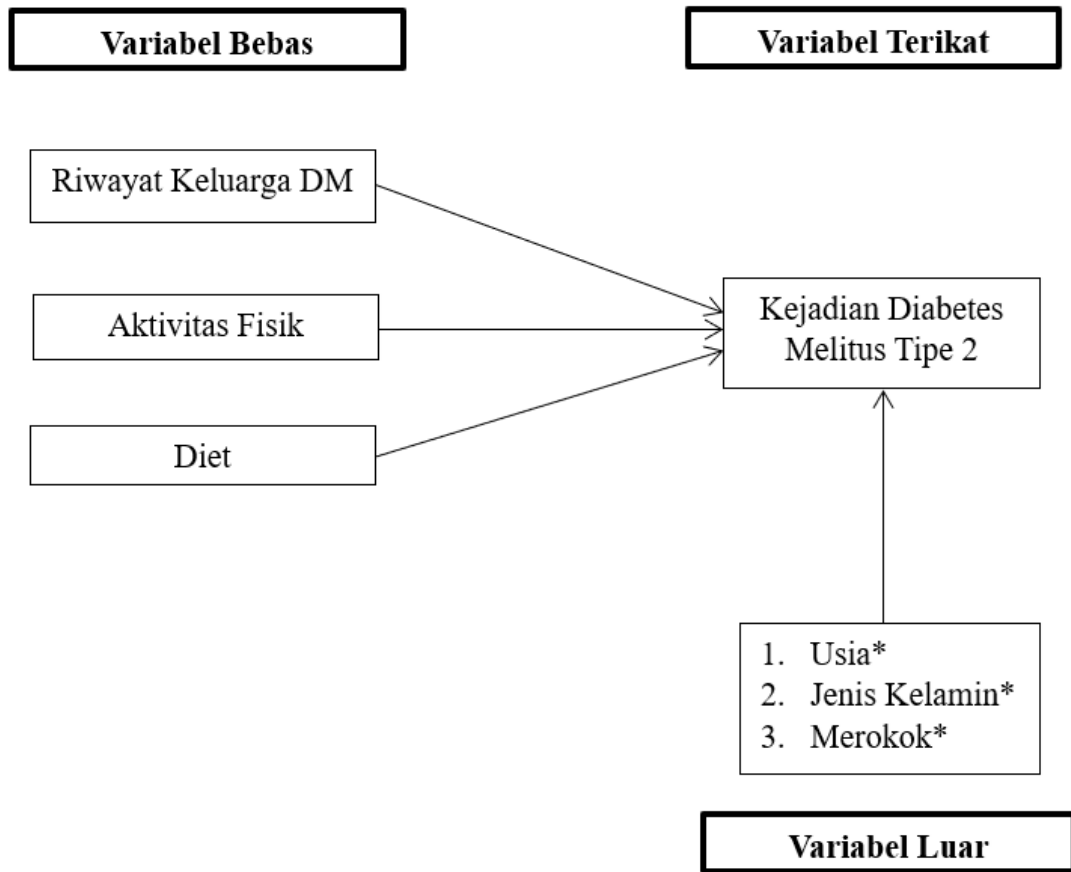 Variabel Bebas
Variabel Terikat
Riwayat Keluarga DM
Aktivitas Fisik
Diet
Kejadian Diabetes
Melitus Tipe 2
1. Usia*
2. Jenis Kelamin*
3. Merokok*
Variabel Luar